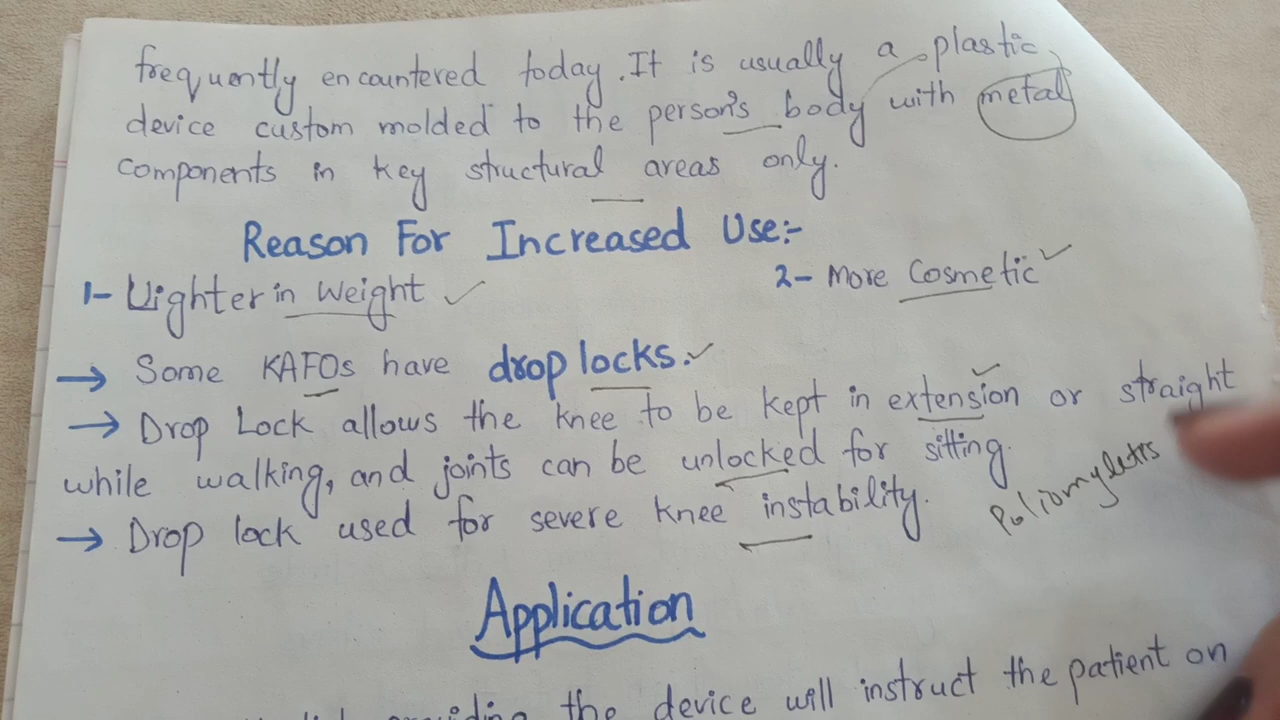 frequently encountered today. It is usually a plastic
device custom molded to the person's body with metal
components in key structural areas only.
Reason For Increased Use:-
1- Lighter in Weight
2- More Cosmetic
→ Some KAFOs have drop locks.
→ Drop Lock allows the knee to be kept in extension or straight
while walking, and joints can be unlocked for sitting.
Poliomyletrs
→ Drop lock used for severe knee instability.
Application
providing the device will instruct the patient on